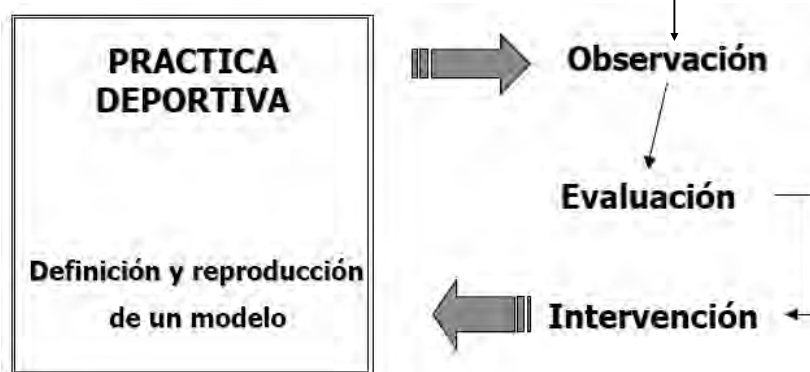 PRACTICA
DEPORTIVA
Definición y reproducción
de un modelo
Observación
Evaluación
Intervención